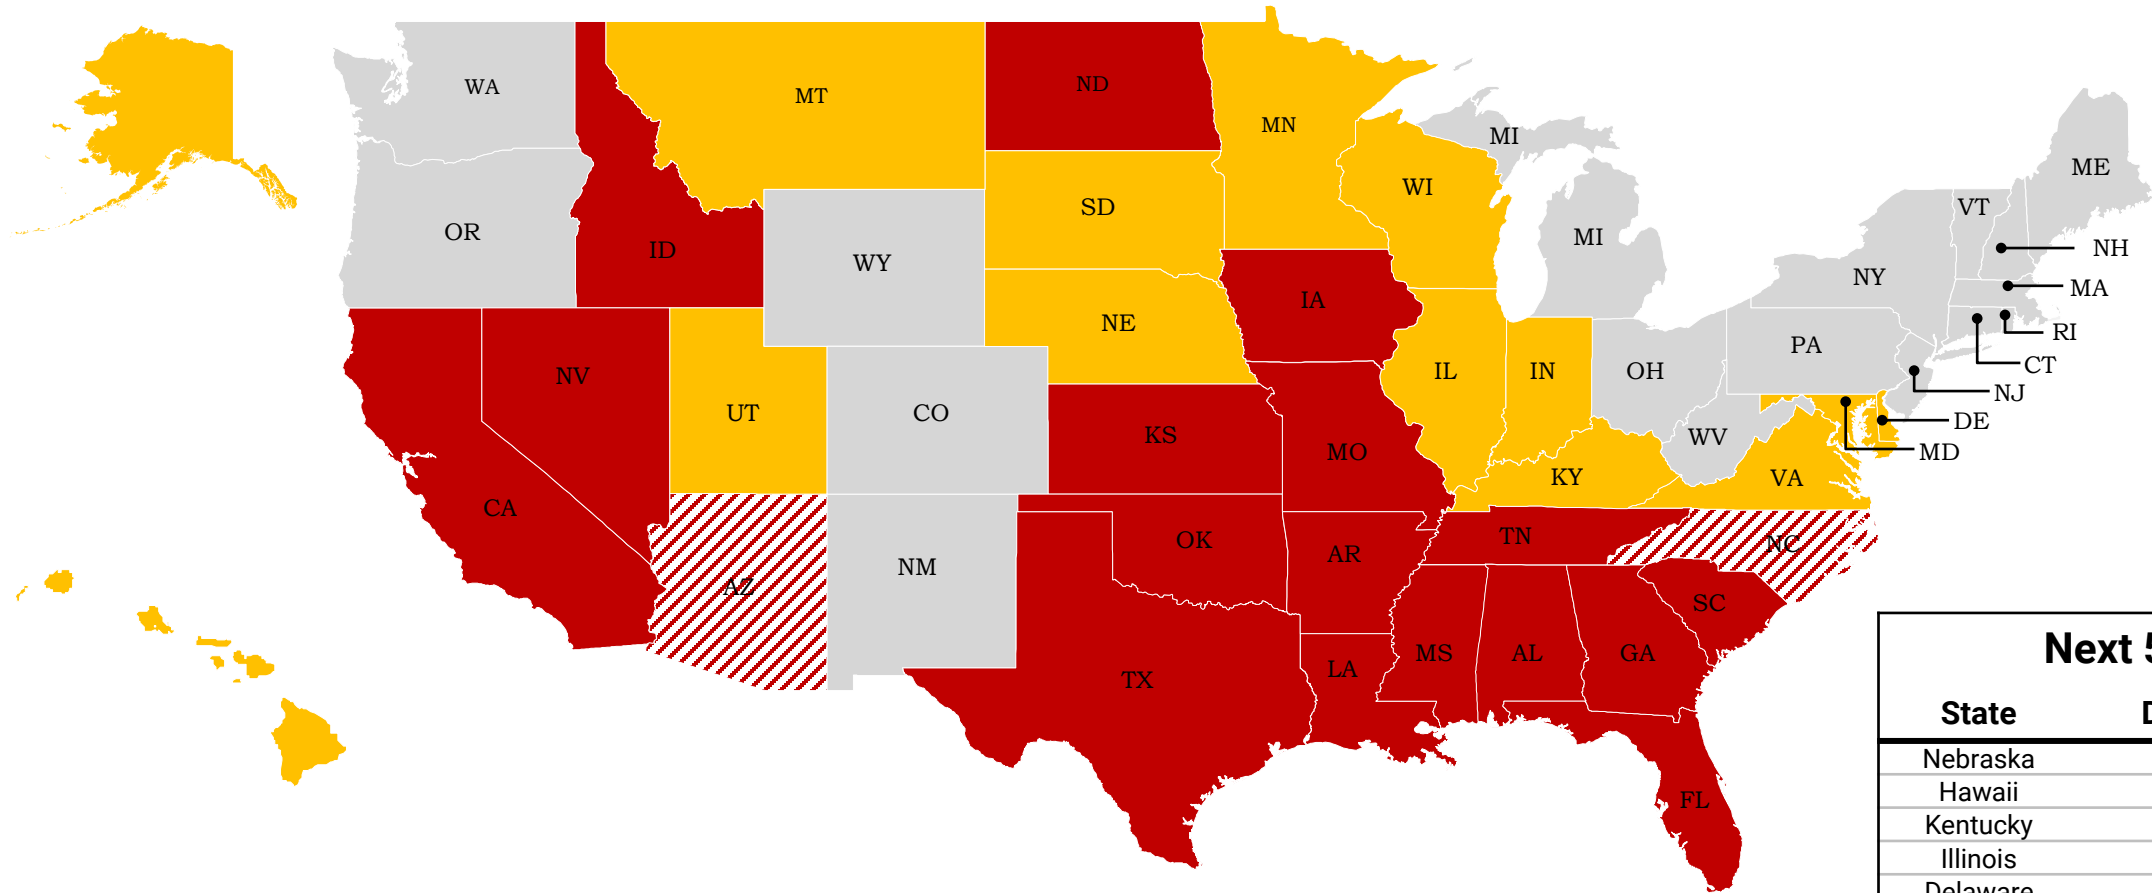 WA
MT
ND
MN
MI
ME
OR
ID
WY
SD
WI
MI
VT
NH
NY
MA
RI
CT
NJ
DE
MD
NV
UT
CO
NE
IA
IL
IN
OH
PA
WV
KS
MO
KY
VA
CA
AZ
NM
OK
AR
TN
NC
SC
TX
LA
MS
AL
GA
FL
Next 5
State D
Nebraska
Hawaii
Kentucky
Illinois
Delaware